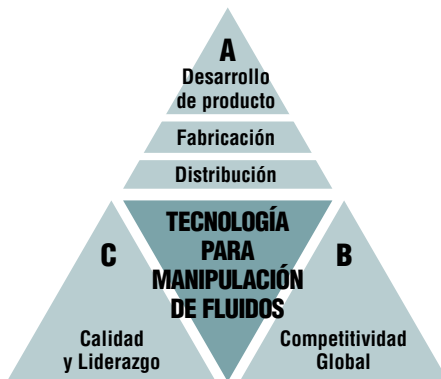 A
Desarrollo
de producto
Fabricación
Distribución
TECNOLOGÍA
PARA
MANIPULACIÓN
DE FLUIDOS
C
Calidad
y Liderazgo
B
Competitividad
Global